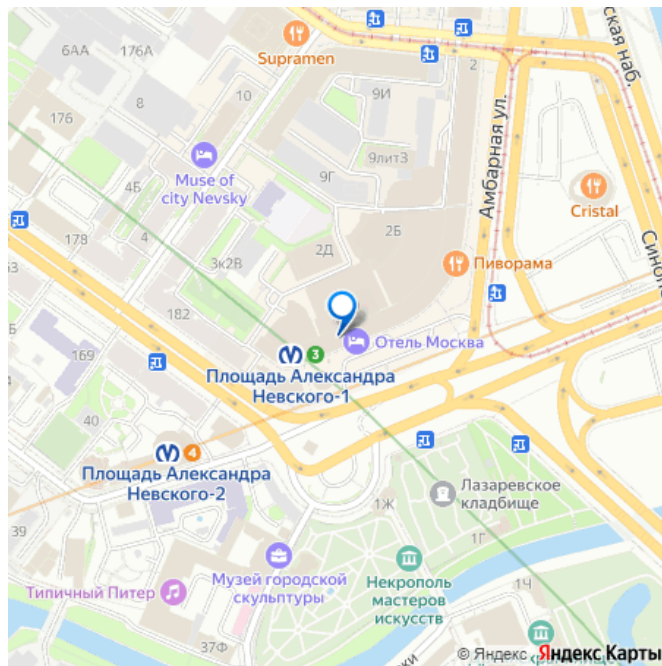 ская наб.
6АА
176А
Supramen
8
10
9И
176
Амбарная ул.
Muse of
city Nevsky
9лит3
9Г
4Б
Cristal
178
4
2Б
2Д
Синоп
3к2В
Пиворама
53
182
Отель Москва
3
Площадь Александра
Невского-1
169
40
4
Площадь Александра
Невского-2
Лазаревское
кладбище
39
1Ж
1Г
Музей городской
скульптуры
Некрополь
мастеров
искусств
1Ч
Типичный Питер
37Ф
ки
© Яндекс Яндекс Карты